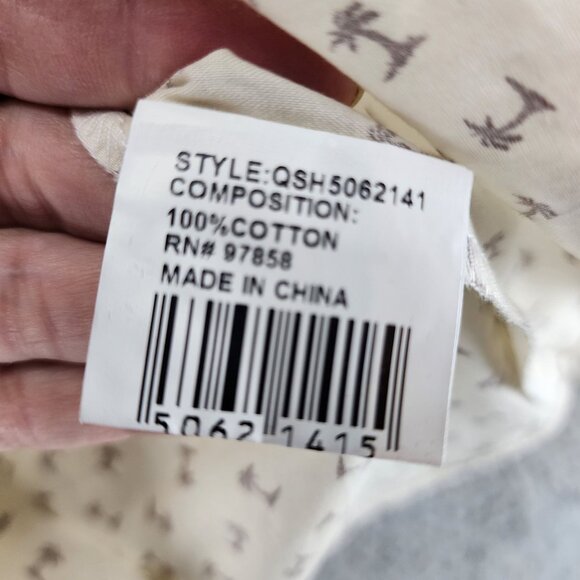 STYLE:QSH5062141
COMPOSITION:
100%COTTON
RN# 97858
MADE IN CHINA
5062 1415